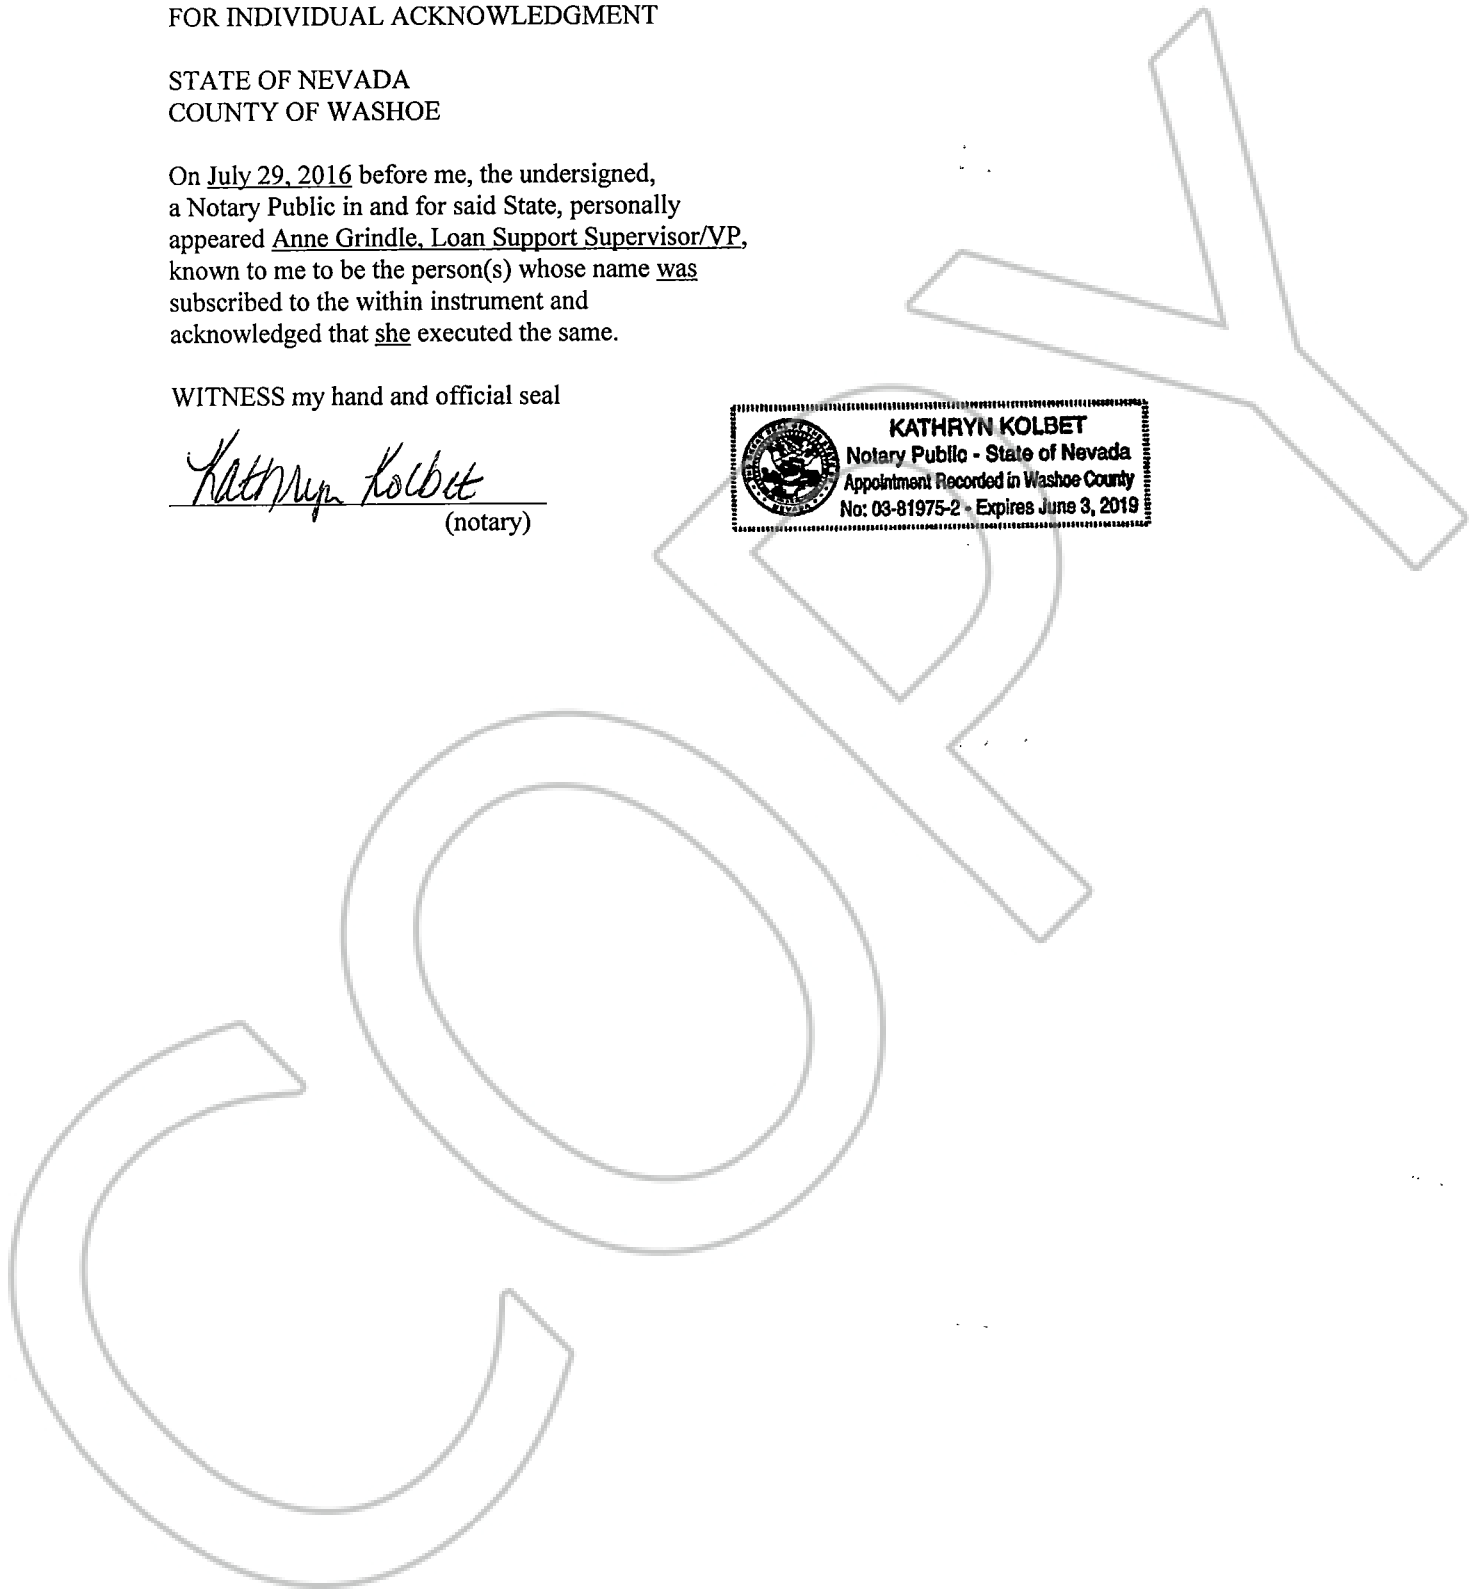 FOR INDIVIDUAL ACKNOWLEDGMENT
STATE OF NEVADA
COUNTY OF WASHOE
On July 29, 2016 before me, the undersigned,
a Notary Public in and for said State, personally
appeared Anne Grindle, Loan Support Supervisor/VP,
known to me to be the person(s) whose name was
subscribed to the within instrument and
acknowledged that she executed the same.
WITNESS my hand and official seal
Kathryn Kolbet
(notary)
KATHRYN KOLBET
Notary Public - State of Nevada
Appointment Recorded in Washoe County
No: 03-81975-2 - Expires June 3, 2019
NEVADA
COPY